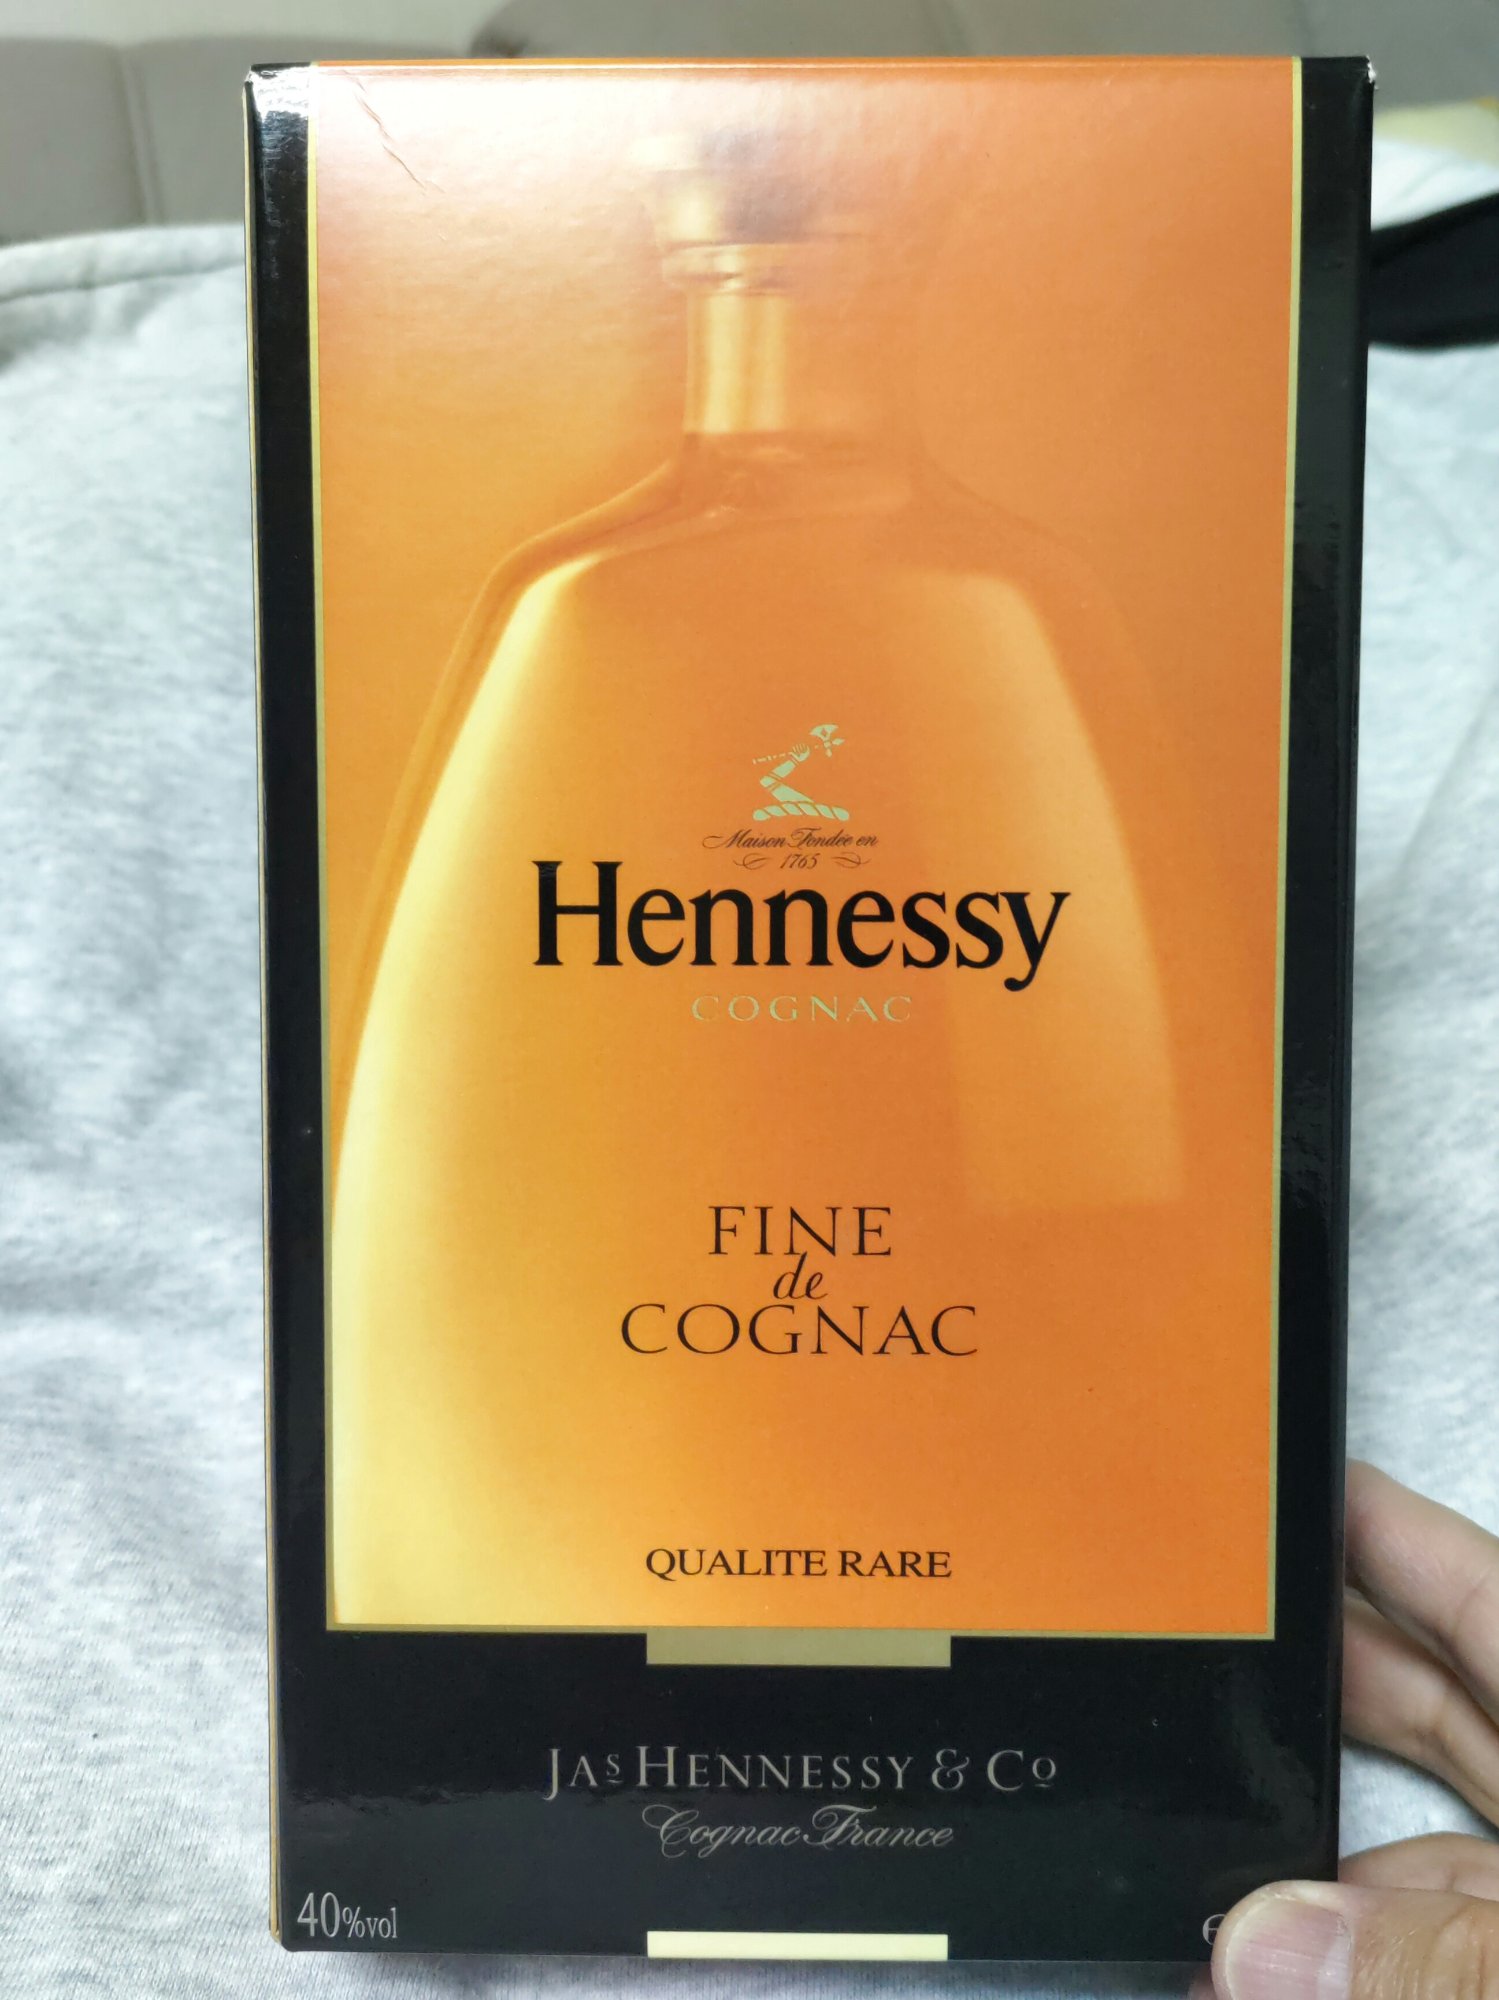 Maison Fondée en
1765
Hennessy
COGNAC
FINE
de
COGNAC
QUALITE RARE
JAS HENNESSY & Co
Cognac France
40%vol